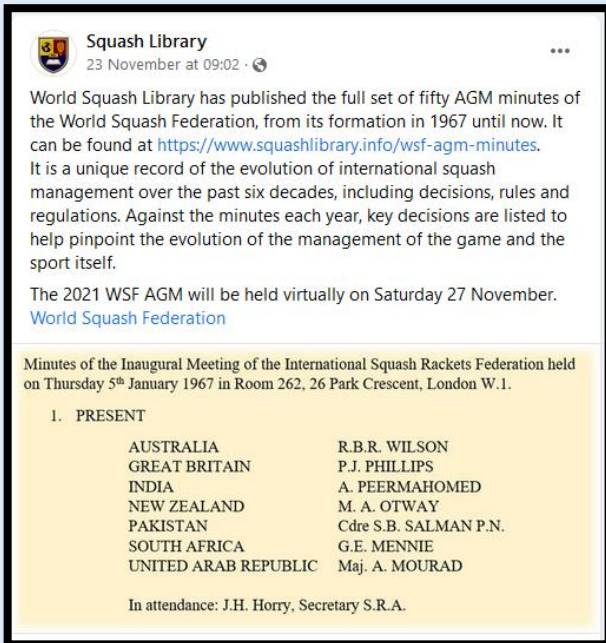 Squash Library
23 November at 09:02 ·
World Squash Library has published the full set of fifty AGM minutes of
the World Squash Federation, from its formation in 1967 until now. It
can be found at https://www.squashlibrary.info/wsf-agm-minutes.
It is a unique record of the evolution of international squash
management over the past six decades, including decisions, rules and
regulations. Against the minutes each year, key decisions are listed to
help pinpoint the evolution of the management of the game and the
sport itself.
The 2021 WSF AGM will be held virtually on Saturday 27 November.
World Squash Federation
Minutes of the Inaugural Meeting of the International Squash Rackets Federation held
on Thursday 5th January 1967 in Room 262, 26 Park Crescent, London W.1.
1. PRESENT
AUSTRALIA R.B.R. WILSON
GREAT BRITAIN P.J. PHILLIPS
INDIA A. PEERMAHOMED
NEW ZEALAND M. A. OTWAY
PAKISTAN Cdre S.B. SALMAN P.N.
SOUTH AFRICA G.E. MENNIE
UNITED ARAB REPUBLIC Maj. A. MOURAD
In attendance: J.H. Horry, Secretary S.R.A.